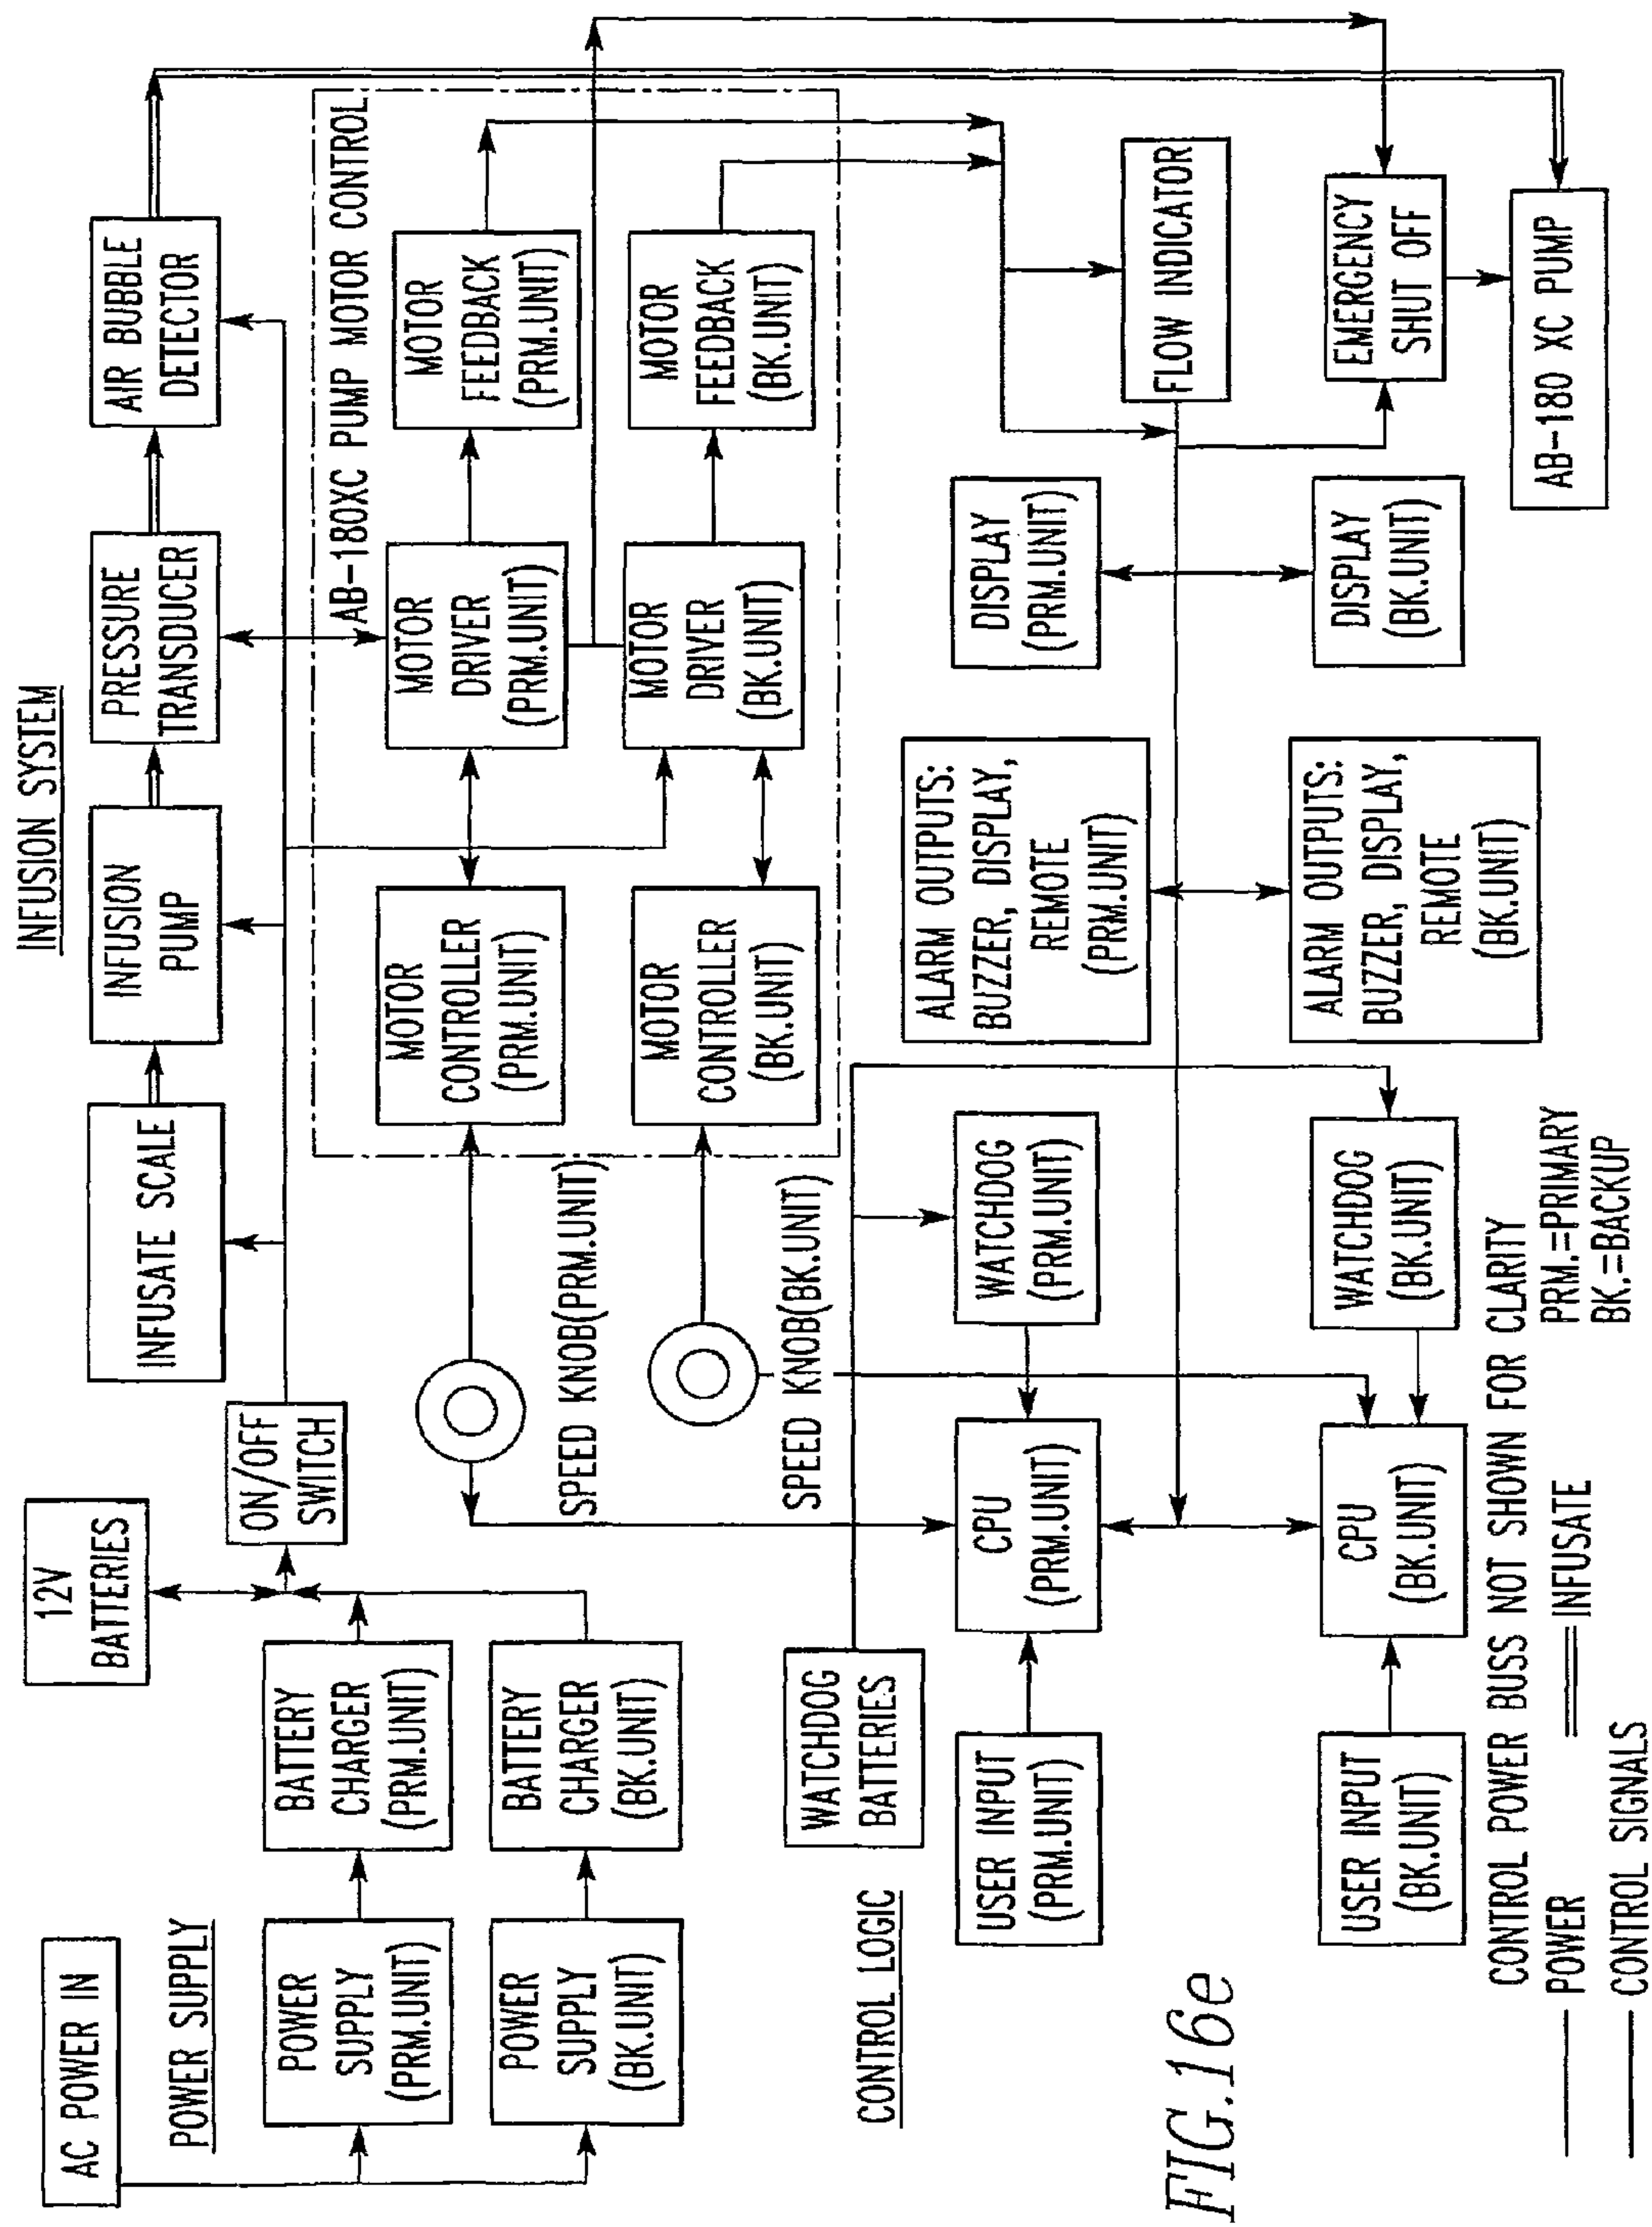 INFUSION SYSTEM
AC POWER IN
12V
BATTERIES
INFUSATE SCALE
INFUSION
PUMP
PRESSURE
TRANSDUCER
AIR BUBBLE
DETECTOR
POWER SUPPLY
ON/OFF
SWITCH
POWER
SUPPLY
(PRM.UNIT)
BATTERY
CHARGER
(PRM.UNIT)
POWER
SUPPLY
(BK.UNIT)
BATTERY
CHARGER
(BK.UNIT)
AB-180XC PUMP MOTOR CONTROL
MOTOR
CONTROLLER
(PRM.UNIT)
MOTOR
DRIVER
(PRM.UNIT)
MOTOR
FEEDBACK
(PRM.UNIT)
SPEED KNOB(PRM.UNIT)
MOTOR
CONTROLLER
(BK.UNIT)
MOTOR
DRIVER
(BK.UNIT)
MOTOR
FEEDBACK
(BK.UNIT)
SPEED KNOB(BK.UNIT)
CONTROL LOGIC
WATCHDOG
BATTERIES
USER INPUT
(PRM.UNIT)
CPU
(PRM.UNIT)
WATCHDOG
(PRM.UNIT)
ALARM OUTPUTS:
BUZZER, DISPLAY,
REMOTE
(PRM.UNIT)
DISPLAY
(PRM.UNIT)
FLOW INDICATOR
USER INPUT
(BK.UNIT)
CPU
(BK.UNIT)
WATCHDOG
(BK.UNIT)
ALARM OUTPUTS:
BUZZER, DISPLAY,
REMOTE
(BK.UNIT)
DISPLAY
(BK.UNIT)
EMERGENCY
SHUT OFF
AB-180 XC PUMP
CONTROL POWER BUSS NOT SHOWN FOR CLARITY
POWER
INFUSATE
PRM.=PRIMARY
CONTROL SIGNALS
BK.=BACKUP
FIG.16e